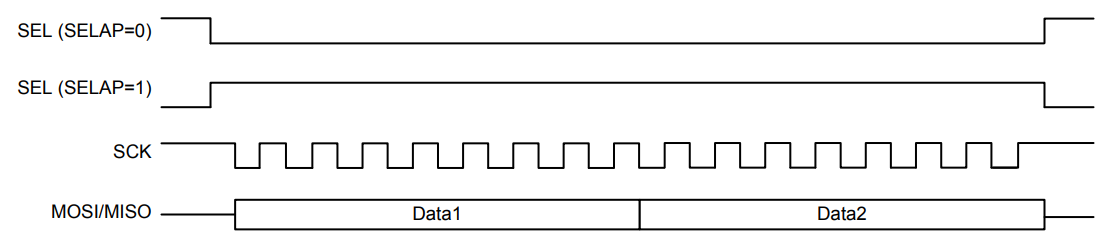 SEL (SELAP=0)
SEL (SELAP=1)
SCK
MOSI/MISO
Data1
Data2